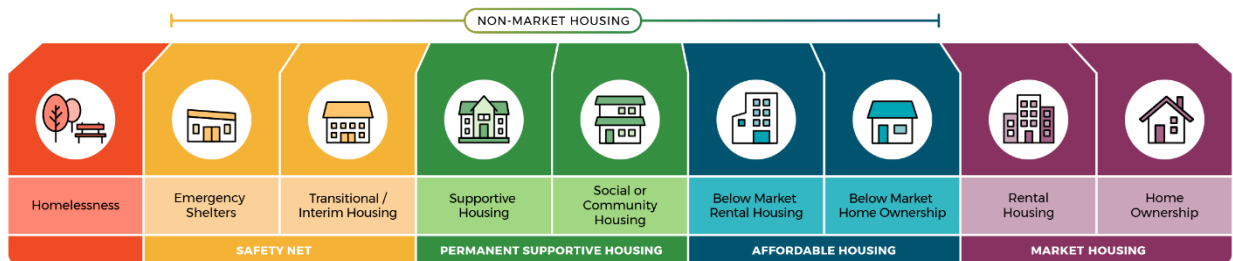 NON-MARKET HOUSING
Homelessness
Emergency
Shelters
Transitional /
Interim Housing
Supportive
Housing
Social or
Community
Housing
Below Market
Rental Housing
Below Market
Home Ownership
Rental
Housing
Home
Ownership
SAFETY NET
PERMANENT SUPPORTIVE HOUSING
AFFORDABLE HOUSING
MARKET HOUSING